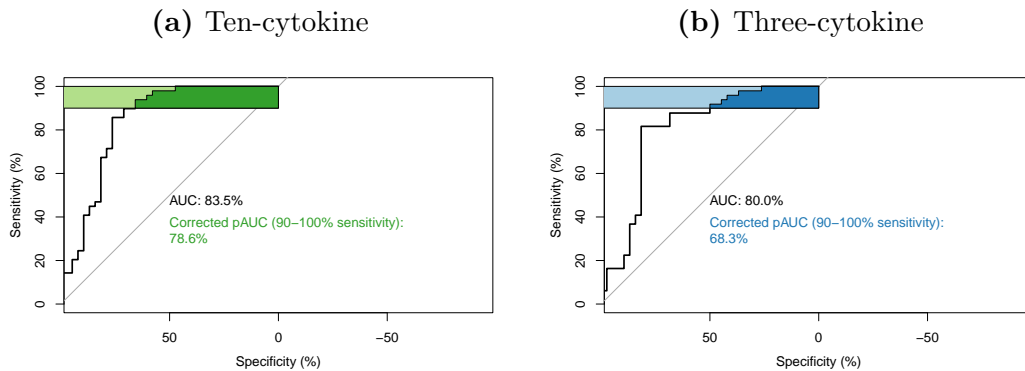 (a) Ten-cytokine
(b) Three-cytokine
Sensitivity (%)
0
20
40
60
80
100
AUC: 83.5%
Corrected pAUC (90–100% sensitivity):
78.6%
50
0
−50
Specificity (%)
Sensitivity (%)
0
20
40
60
80
100
AUC: 80.0%
Corrected pAUC (90–100% sensitivity):
68.3%
50
0
−50
Specificity (%)